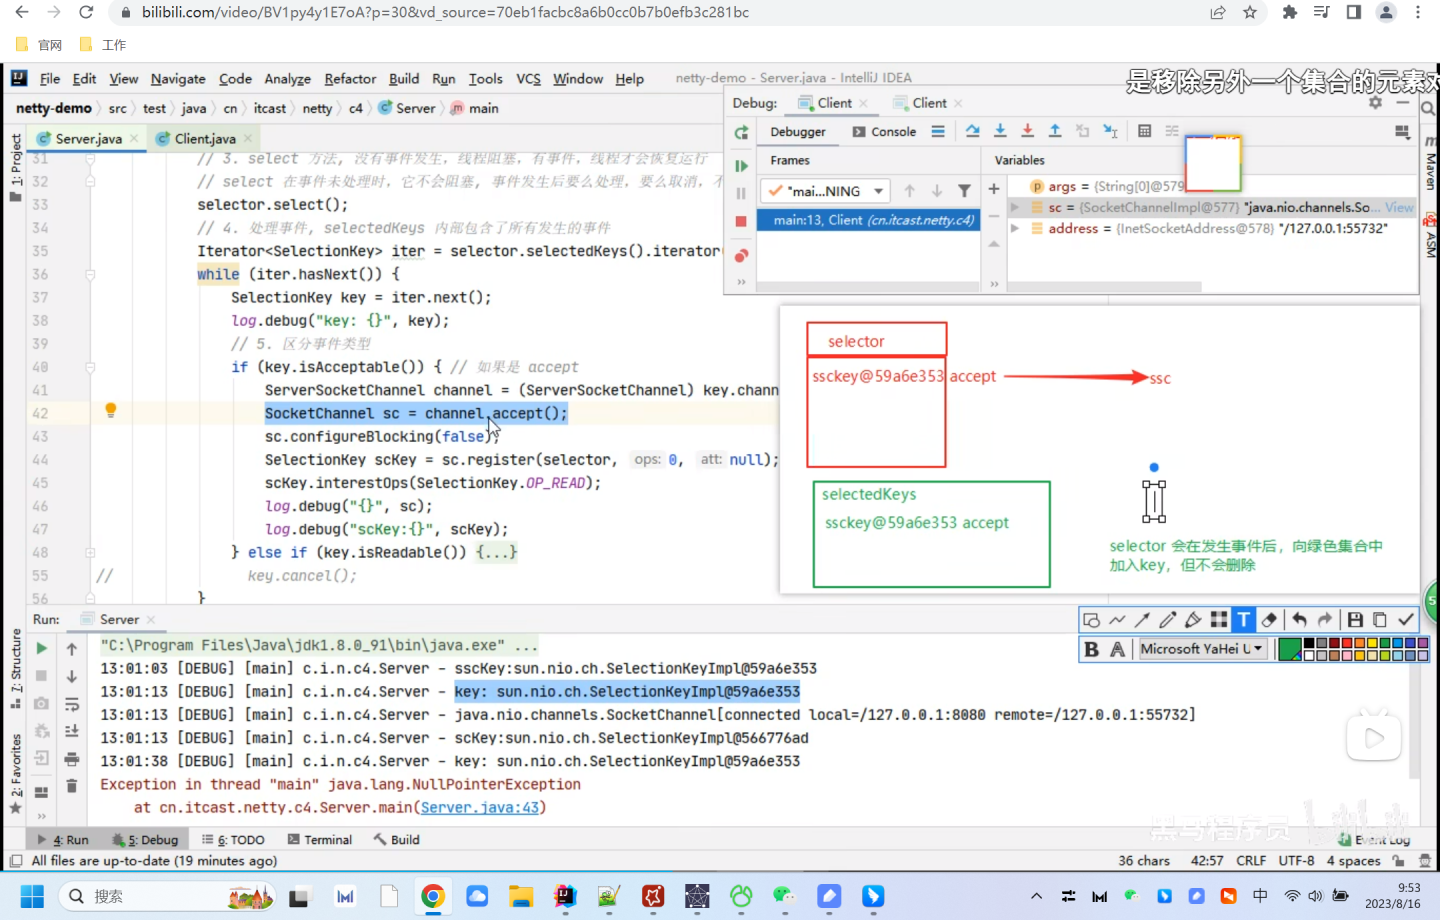 bilibili.com/video/BV1py4y1E7oA?p=30&vd_source=70eb1facbc8a6b0cc0b7b0efb3c281bc
官网
工作
File Edit View Navigate Code Analyze Refactor Build Run Tools VCS Window Help
netty-demo - Server.java - IntelliJ IDEA
是移除另外一个集合的元素
netty-demo src test java cn itcast netty c4 Server main
Debug: Client Client
Server.java Client.java
Debugger Console
1: Project
31 // 3. select 方法, 没有事件发生, 线程阻塞, 有事件, 线程才会恢复运行
32 // select 在事件未处理时, 它不会阻塞, 事件发生后要么处理, 要么取消,
33 selector.select();
34 // 4. 处理事件, selectedKeys 内部包含了所有发生的事件
35 Iterator<SelectionKey> iter = selector.selectedKeys().iterator
36 while (iter.hasNext()) {
37 SelectionKey key = iter.next();
38 log.debug("key: {}", key);
39 // 5. 区分事件类型
40 if (key.isAcceptable()) { // 如果是 accept
41 ServerSocketChannel channel = (ServerSocketChannel) key.chann
42 SocketChannel sc = channel.accept();
43 sc.configureBlocking(false);
44 SelectionKey scKey = sc.register(selector, ops: 0, att: null);
45 scKey.interestOps(SelectionKey.OP_READ);
46 log.debug("{}", sc);
47 log.debug("scKey:{}", scKey);
48 } else if (key.isReadable()) {...}
55 // key.cancel();
56 }
Frames
"mai...NING
main:13, Client (cn.itcast.netty.c4)
Variables
args = {String[0]@579
sc = {SocketChannelImpl@577} "java.nio.channels.So... View
address = {InetSocketAddress@578} "/127.0.0.1:55732"
Maven
ASM
selector
ssckey@59a6e353 accept
ssc
selectedKeys
ssckey@59a6e353 accept
selector 会在发生事件后，向绿色集合中
加入key，但不会删除
B A Microsoft YaHei U
Run: Server
7: Structure
2: Favorites
"C:\Program Files\Java\jdk1.8.0_91\bin\java.exe" ...
13:01:03 [DEBUG] [main] c.i.n.c4.Server - sscKey:sun.nio.ch.SelectionKeyImpl@59a6e353
13:01:13 [DEBUG] [main] c.i.n.c4.Server - key: sun.nio.ch.SelectionKeyImpl@59a6e353
13:01:13 [DEBUG] [main] c.i.n.c4.Server - java.nio.channels.SocketChannel[connected local=/127.0.0.1:8080 remote=/127.0.0.1:55732]
13:01:13 [DEBUG] [main] c.i.n.c4.Server - scKey:sun.nio.ch.SelectionKeyImpl@566776ad
13:01:38 [DEBUG] [main] c.i.n.c4.Server - key: sun.nio.ch.SelectionKeyImpl@59a6e353
Exception in thread "main" java.lang.NullPointerException
at cn.itcast.netty.c4.Server.main(Server.java:43)
黑马程序员
4: Run 5: Debug 6: TODO Terminal Build
Event Log
All files are up-to-date (19 minutes ago)
36 chars 42:57 CRLF UTF-8 4 spaces
搜索
中
9:53
2023/8/16